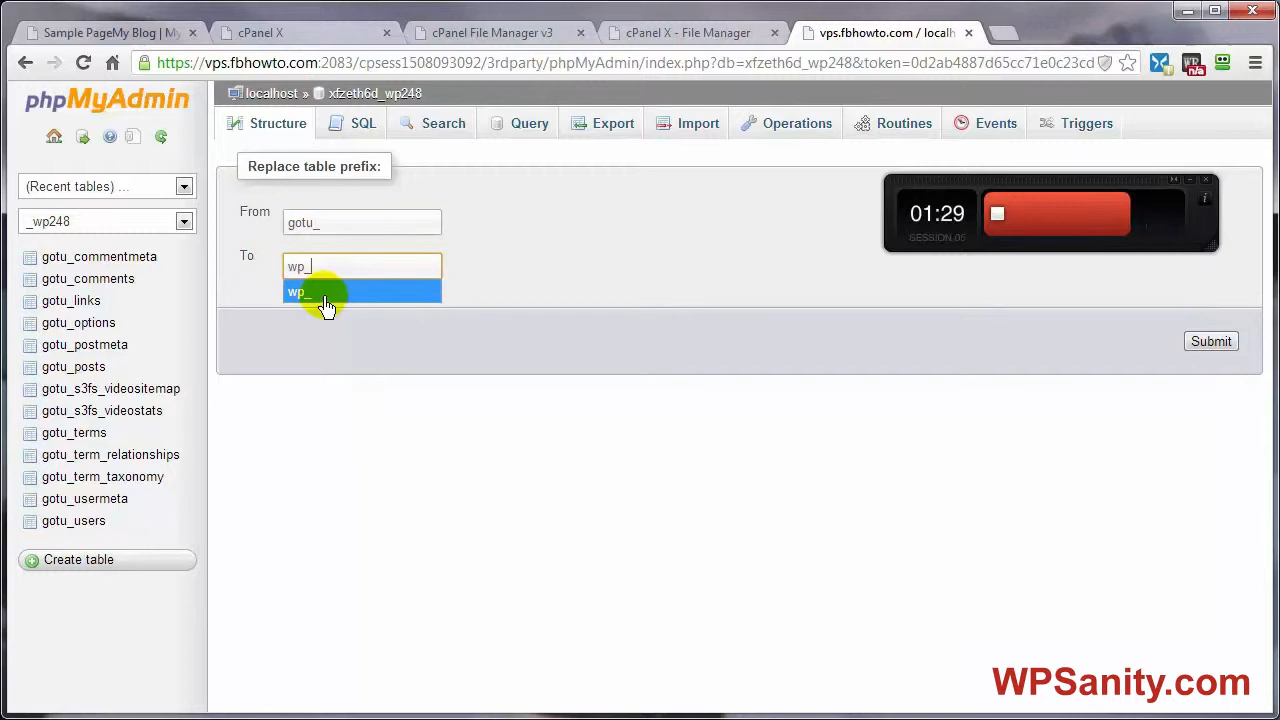 Sample PageMy Blog | My
cPanel X
cPanel File Manager v3
cPanel X - File Manager
vps.fbhowto.com / localh
https://vps.fbhowto.com:2083/cpsess1508093092/3rdparty/phpMyAdmin/index.php?db=xfzeth6d_wp248&token=0d2ab4887d65cc71e0c23cd
n/a
phpMyAdmin
localhost » xfzeth6d_wp248
Structure SQL Search Query Export Import Operations Routines Events Triggers
(Recent tables) ...
_wp248
gotu_commentmeta
gotu_comments
gotu_links
gotu_options
gotu_postmeta
gotu_posts
gotu_s3fs_videositemap
gotu_s3fs_videostats
gotu_terms
gotu_term_relationships
gotu_term_taxonomy
gotu_usermeta
gotu_users
Create table
Replace table prefix:
From
gotu_
To
wp_
wp_
Submit
01:29
SESSION 05
WPSanity.com